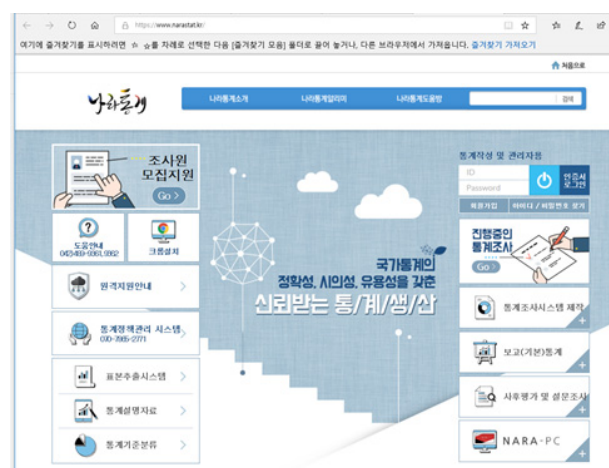 https://www.narastat.kr/
여기에 즐겨찾기를 표시하려면 ☆ ☆를 차례로 선택한 다음 [즐겨찾기 모음] 폴더로 끌어 놓거나, 다른 브라우저에서 가져옵니다. 즐겨찾기 가져오기
처음으로
나라통계
나라통계소개
나라통계알리미
나라통계도움방
검색
조사원
모집지원
Go >
도움안내
크롬설치
원격지원안내
통계정책관리 시스템
표본추출시스템
통계설명자료
통계기준분류
국가통계의
정확성, 시의성, 유용성을 갖춘
신뢰받는 통/계/생/산
통계작성 및 관리자용
ID
Password
인증서
로그인
회원가입
아이디 / 비밀번호 찾기
진행중인
통계조사
Go >
통계조사시스템 제작
보고(기본)통계
사후평가 및 설문조사
NARA-PC